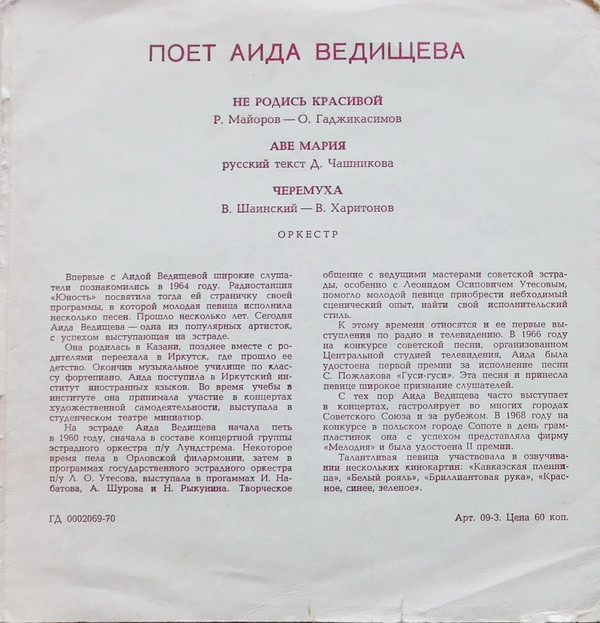 ПОЕТ АИДА ВЕДИЩЕВА
НЕ РОДИСЬ КРАСИВОЙ
Р. Майоров — О. Гаджикасимов
АВЕ МАРИЯ
русский текст Д. Чашникова
ЧЕРЕМУХА
В. Шаинский — В. Харитонов
ОРКЕСТР
Впервые с Аидой Ведищевой широкие слуша-
тели познакомились в 1964 году. Радиостанция
«Юность» посвятила тогда ей страничку своей
программы, в которой молодая певица исполнила
несколько песен. Прошло несколько лет. Сегодня
Аида Ведищева — одна из популярных артисток,
с успехом выступающая на эстраде.
Она родилась в Казани, позднее вместе с ро-
дителями переехала в Иркутск, где прошло ее
детство. Окончив музыкальное училище по клас-
су фортепиано, Аида поступила в Иркутский ин-
ститут иностранных языков. Во время учебы в
институте она принимала участие в концертах
художественной самодеятельности, выступала в
студенческом театре миниатюр.
На эстраде Аида Ведищева начала петь
в 1960 году, сначала в составе концертной группы
эстрадного оркестра п/у Лундстрема. Некоторое
время пела в Орловской филармонии, затем в
программах государственного эстрадного оркестра
п/у Л. О. Утесова, выступала в прогаммах И. На-
батова, А. Шурова и Н. Рыкунина. Творческое
общение с ведущими мастерами советской эстра-
ды, особенно с Леонидом Осиповичем Утесовым,
помогло молодой певице приобрести небходимый
сценический опыт, найти свой исполнительский
стиль.
К этому времени относятся и ее первые вы-
ступления по радио и телевидению. В 1966 году
на конкурсе советской песни, организованном
Центральной студией телевидения, Аида была
удостоена первой премии за исполнение песни
С. Пожлакова «Гуси-гуси». Эта песня и принесла
певице широкое признание слушателей.
С тех пор Аида Ведищева часто выступает
в концертах, гастролирует во многих городах
Советского Союза и за рубежом. В 1968 году на
конкурсе в польском городе Сопоте в день грам-
пластинок она с успехом представляла фирму
«Мелодия» и была удостоена II премии.
Талантливая певица участвовала в озвучива-
нии нескольких кинокартин: «Кавказская пленни-
ца», «Белый рояль», «Бриллиантовая рука», «Крас-
ное, синее, зеленое».
ГД 0002069-70
Арт. 09-3. Цена 60 коп.